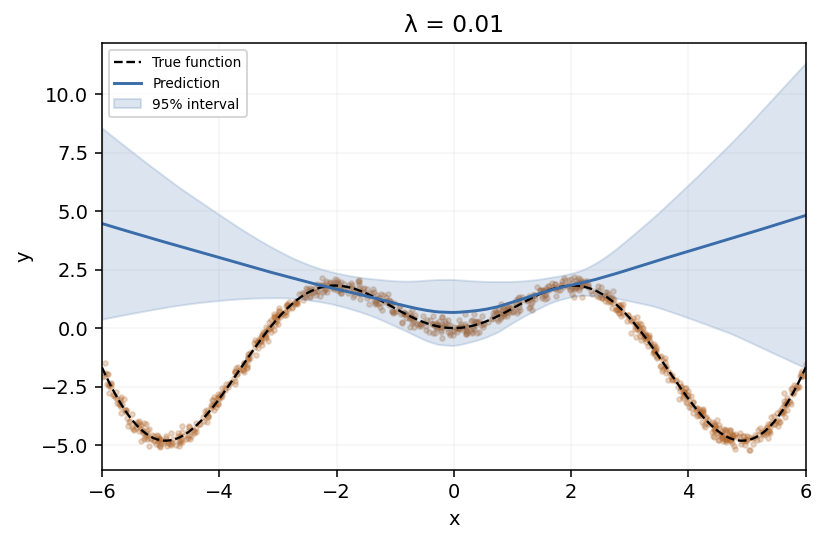 λ = 0.01
True function
Prediction
95% interval
y
10.0
7.5
5.0
2.5
0.0
−2.5
−5.0
−6 −4 −2 0 2 4 6
x